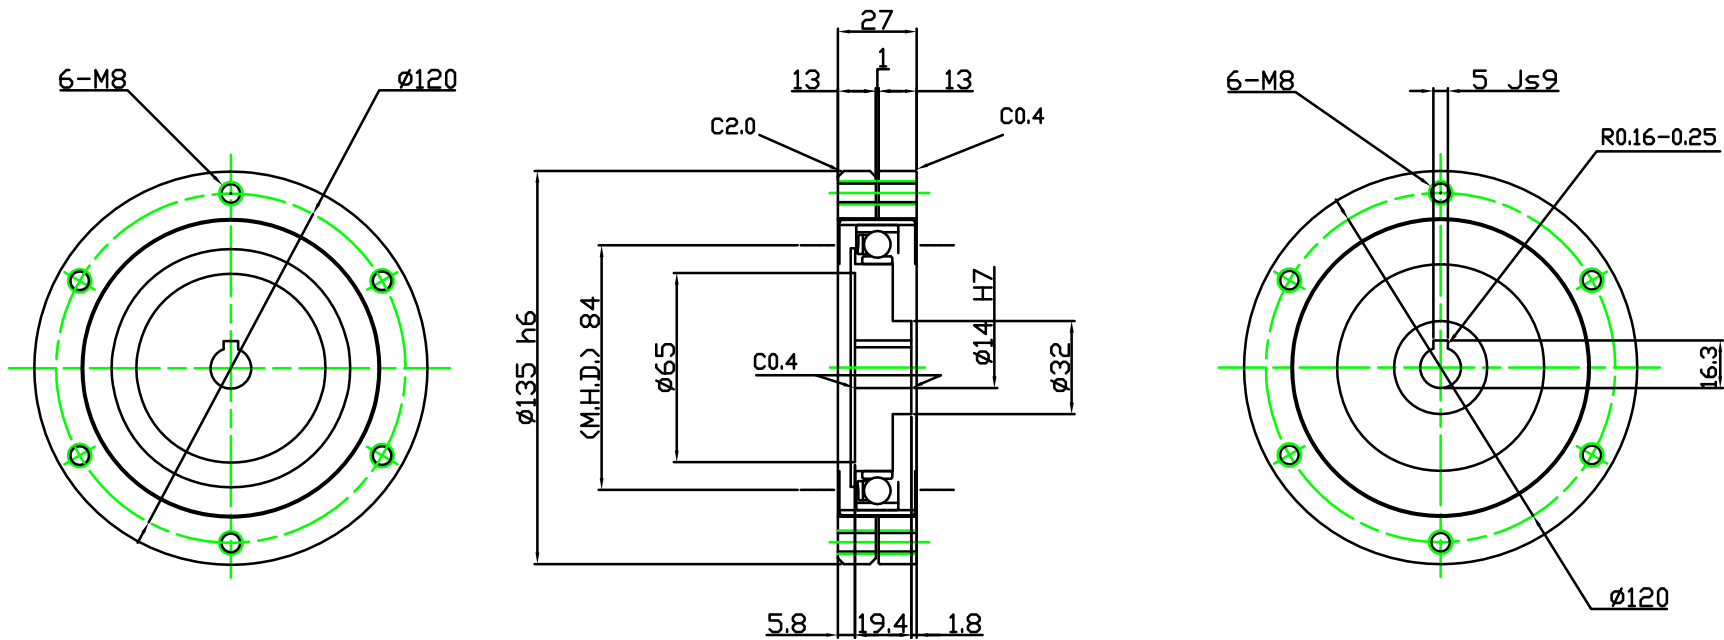 6-M8
ø120
27
1
13
13
C2.0
C0.4
ø135 h6
(M.H.D.) 84
ø65
C0.4
ø14 H7
ø32
5.8
19.4
1.8
6-M8
5 Js9
R0.16-0.25
16.3
ø120